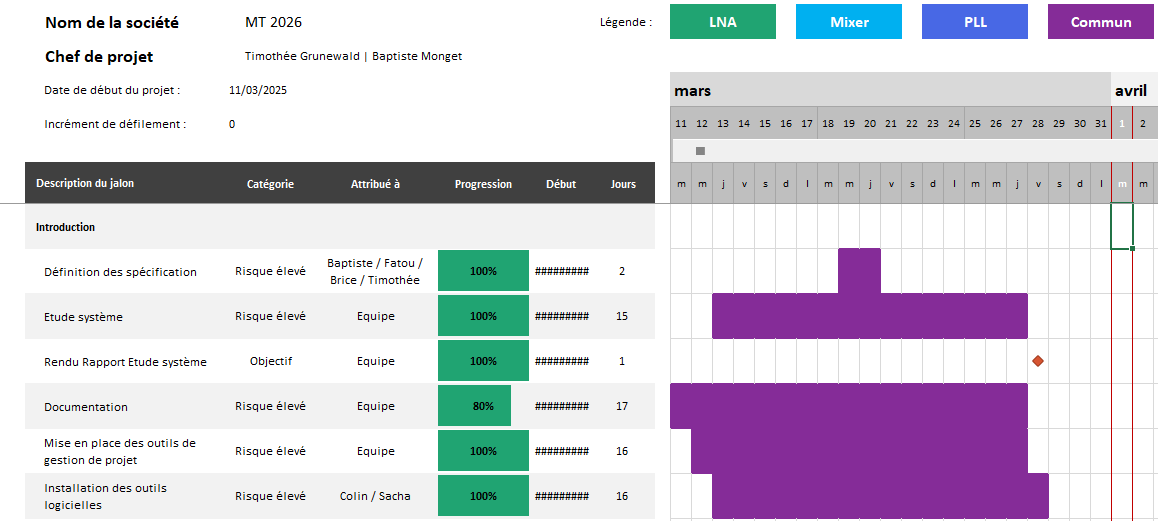 Nom de la société MT 2026 Légende : LNA Mixer PLL Commun
Chef de projet Timothée Grunewald | Baptiste Monget
Date de début du projet : 11/03/2025 mars avril
Incrément de défilement : 0 11 12 13 14 15 16 17 18 19 20 21 22 23 24 25 26 27 28 29 30 31 1 2
Description du jalon Catégorie Attribué à Progression Début Jours m m j v s d l m m j v s d l m m j v s d l m m
Introduction
Définition des spécification Risque élevé Baptiste / Fatou / Brice / Timothée 100% ######### 2
Etude système Risque élevé Equipe 100% ######### 15
Rendu Rapport Etude système Objectif Equipe 100% ######### 1
Documentation Risque élevé Equipe 80% ######### 17
Mise en place des outils de gestion de projet Risque élevé Equipe 100% ######### 16
Installation des outils logicielles Risque élevé Colin / Sacha 100% ######### 16